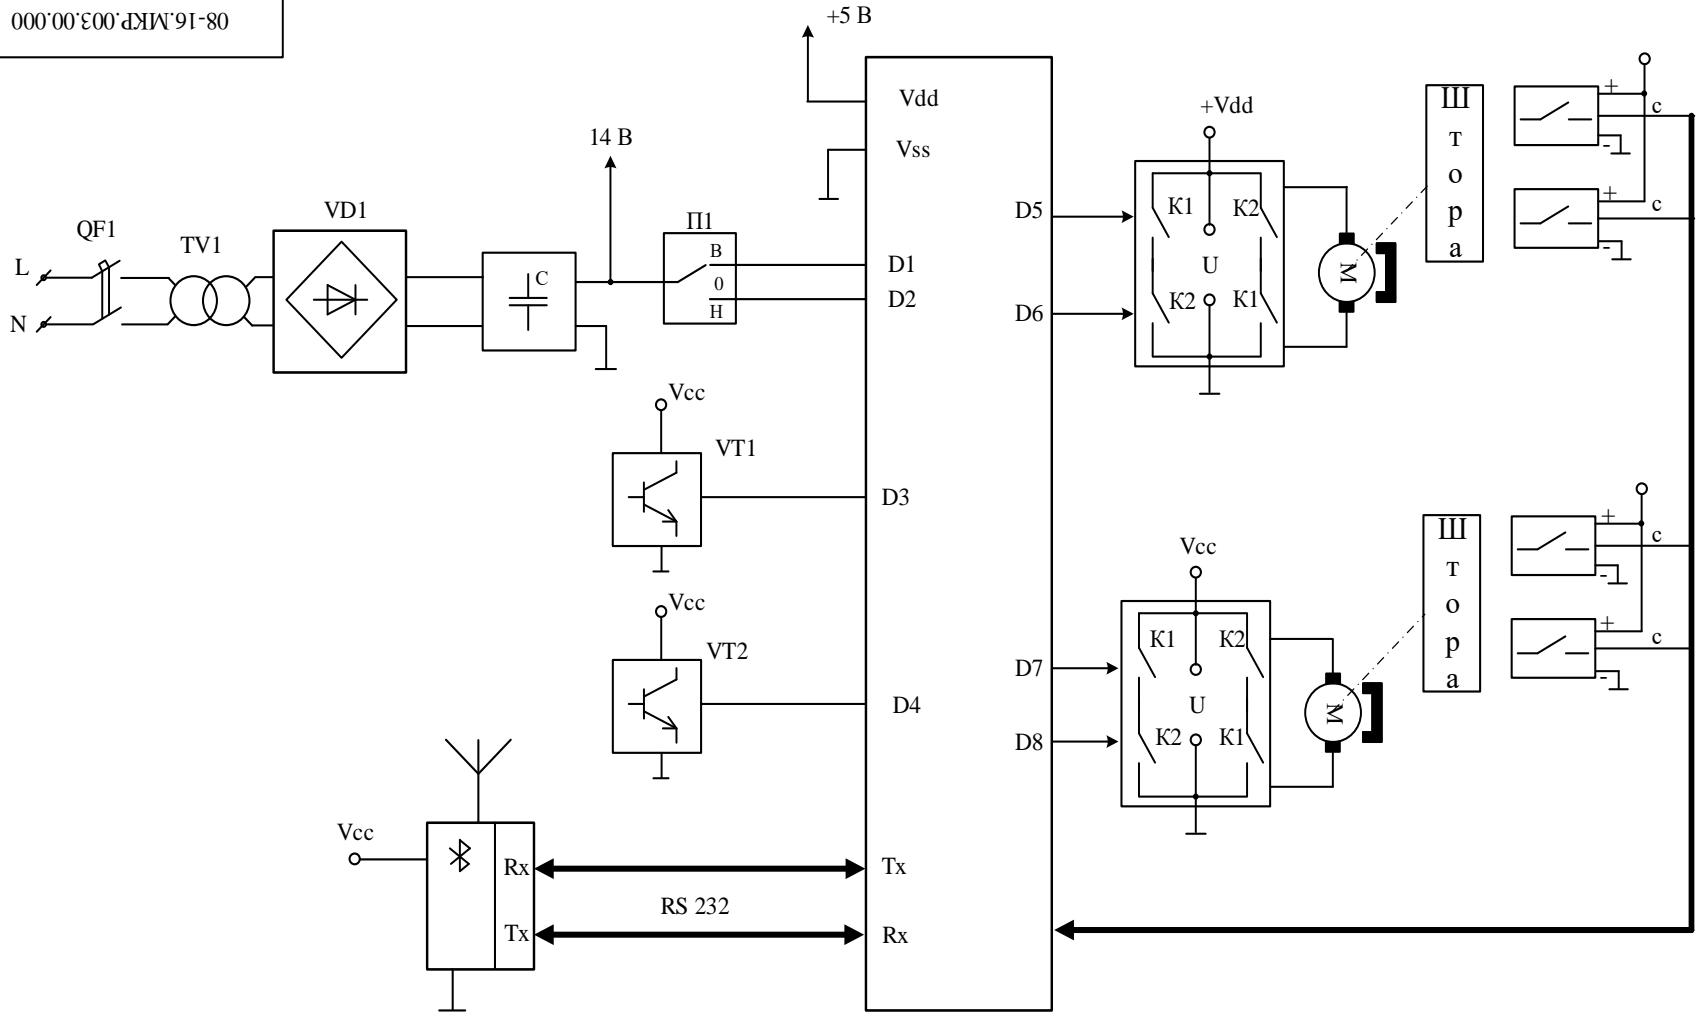 08-16.МКР.003.00.000
+5 В
Vdd
Vss
14 В
QF1
TV1
VD1
L
N
C
П1
В
0
Н
D1
D2
Vcc
VT1
D3
Vcc
VT2
D4
Vcc
Rx
Tx
RS 232
Tx
Rx
D5
D6
D7
D8
+Vdd
К1
К2
U
К2
К1
М
Штора
+
с
-
+
с
-
Vcc
К1
К2
U
К2
К1
М
Штора
+
с
-
+
с
-